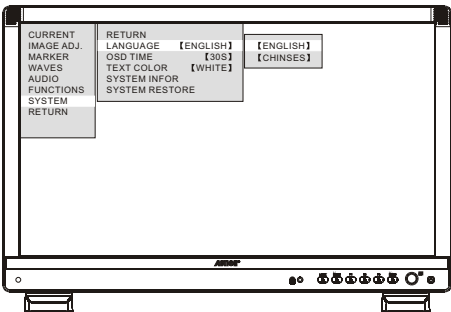 CURRENT
IMAGE ADJ.
MARKER
WAVES
AUDIO
FUNCTIONS
SYSTEM
RETURN
RETURN
LANGUAGE 【ENGLISH】
OSD TIME 【30S】
TEXT COLOR 【WHITE】
SYSTEM INFOR
SYSTEM RESTORE
【ENGLISH】
【CHINSES】